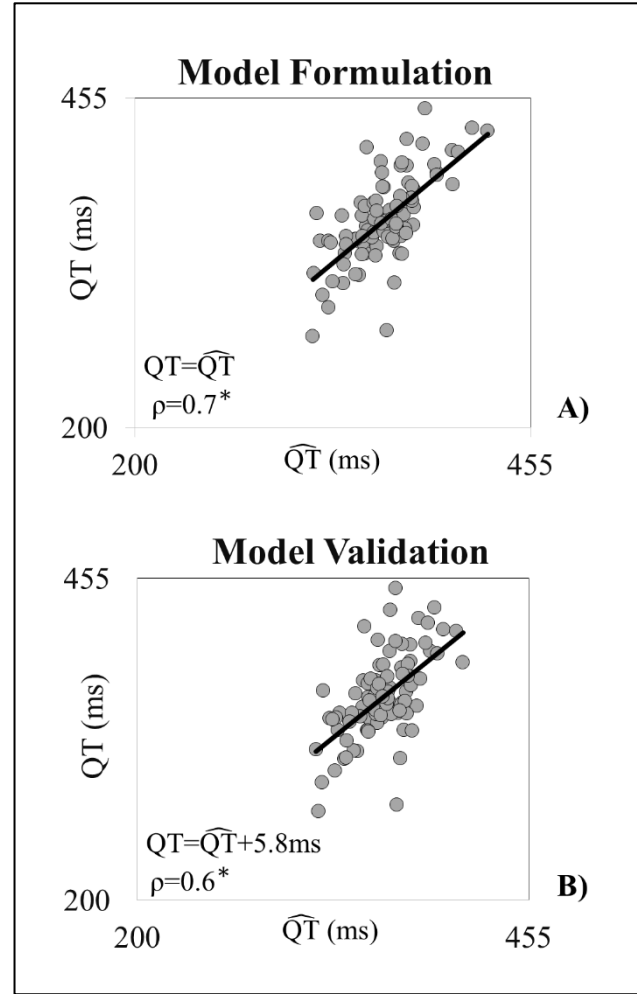 Model Formulation
455
QT (ms)
QT=Q̂T̂
ρ=0.7*
A)
200
200 Q̂T̂ (ms) 455
Model Validation
455
QT (ms)
QT=Q̂T̂+5.8ms
ρ=0.6*
B)
200
200 Q̂T̂ (ms) 455